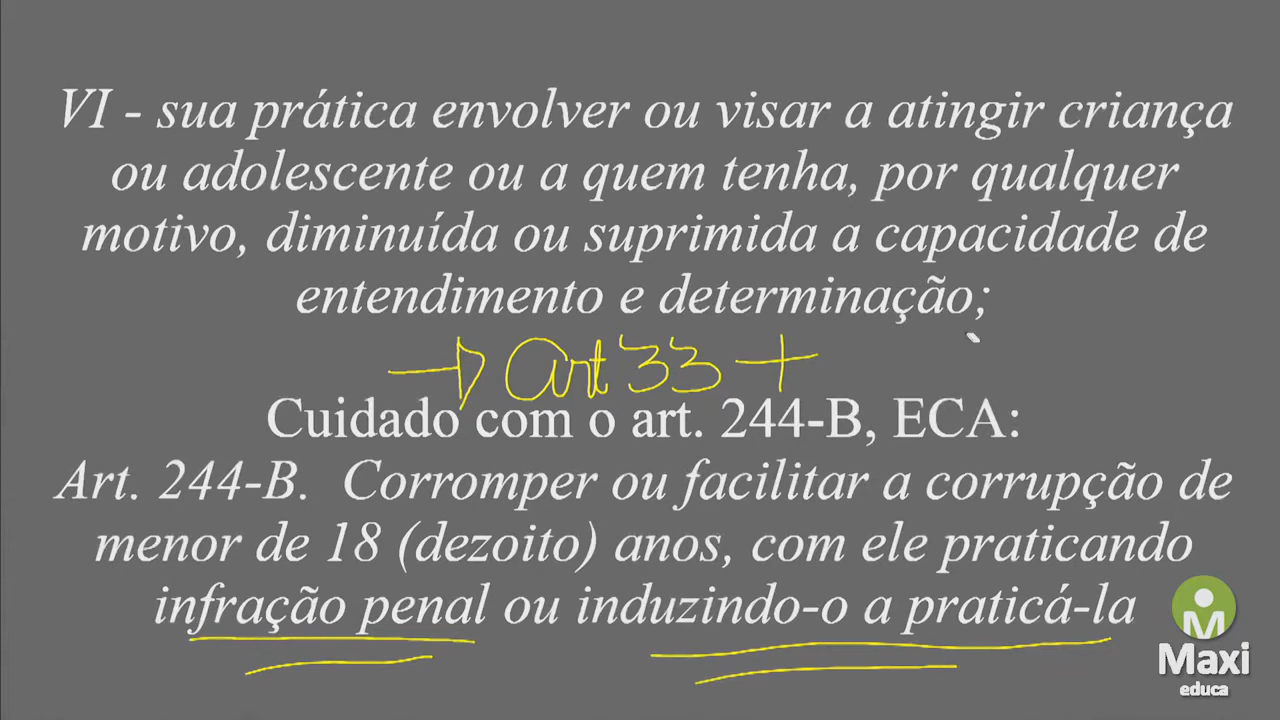 VI - sua prática envolver ou visar a atingir criança
ou adolescente ou a quem tenha, por qualquer
motivo, diminuída ou suprimida a capacidade de
entendimento e determinação;
→ Art 33 +
Cuidado com o art. 244-B, ECA:
Art. 244-B. Corromper ou facilitar a corrupção de
menor de 18 (dezoito) anos, com ele praticando
infração penal ou induzindo-o a praticá-la
M
Maxi
educa